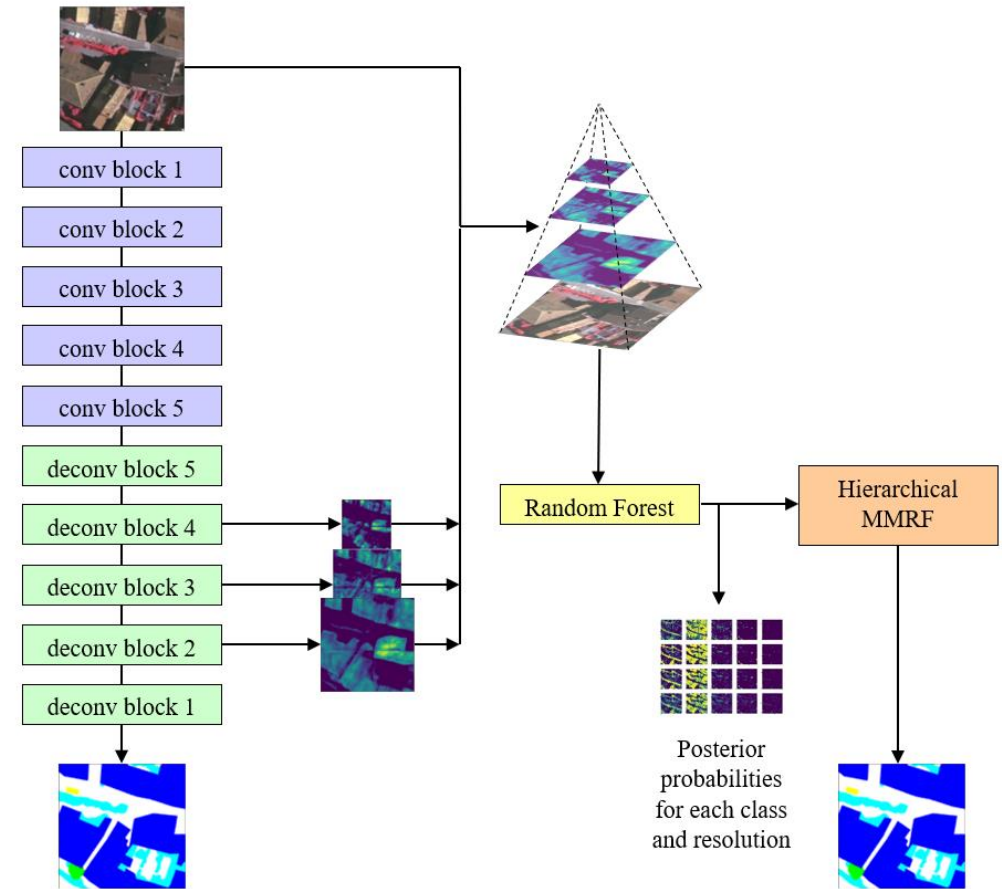 conv block 1
conv block 2
conv block 3
conv block 4
conv block 5
deconv block 5
deconv block 4
deconv block 3
deconv block 2
deconv block 1
Random Forest
Hierarchical
MMRF
Posterior
probabilities
for each class
and resolution